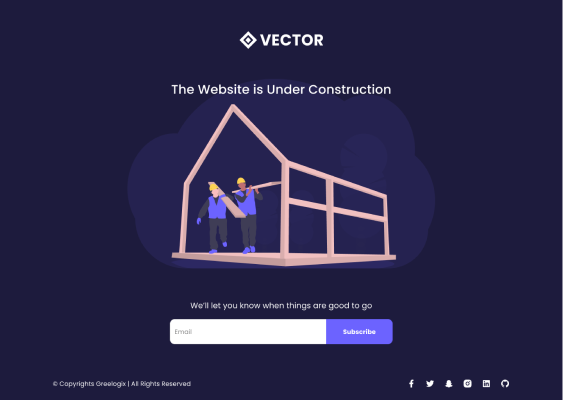 VECTOR
The Website is Under Construction
We'll let you know when things are good to go
Email
Subscribe
© Copyrights Greelogix | All Rights Reserved